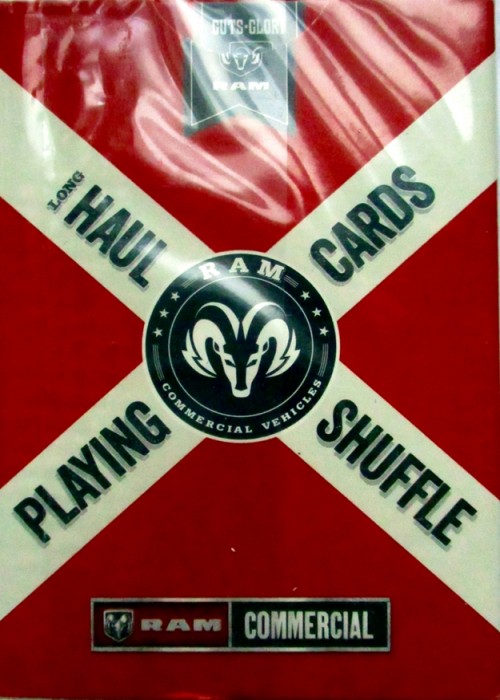 GUTS-GLORY
RAM
LONG
HAUL
CARDS
RAM
COMMERCIAL VEHICLES
PLAYING
SHUFFLE
RAM COMMERCIAL